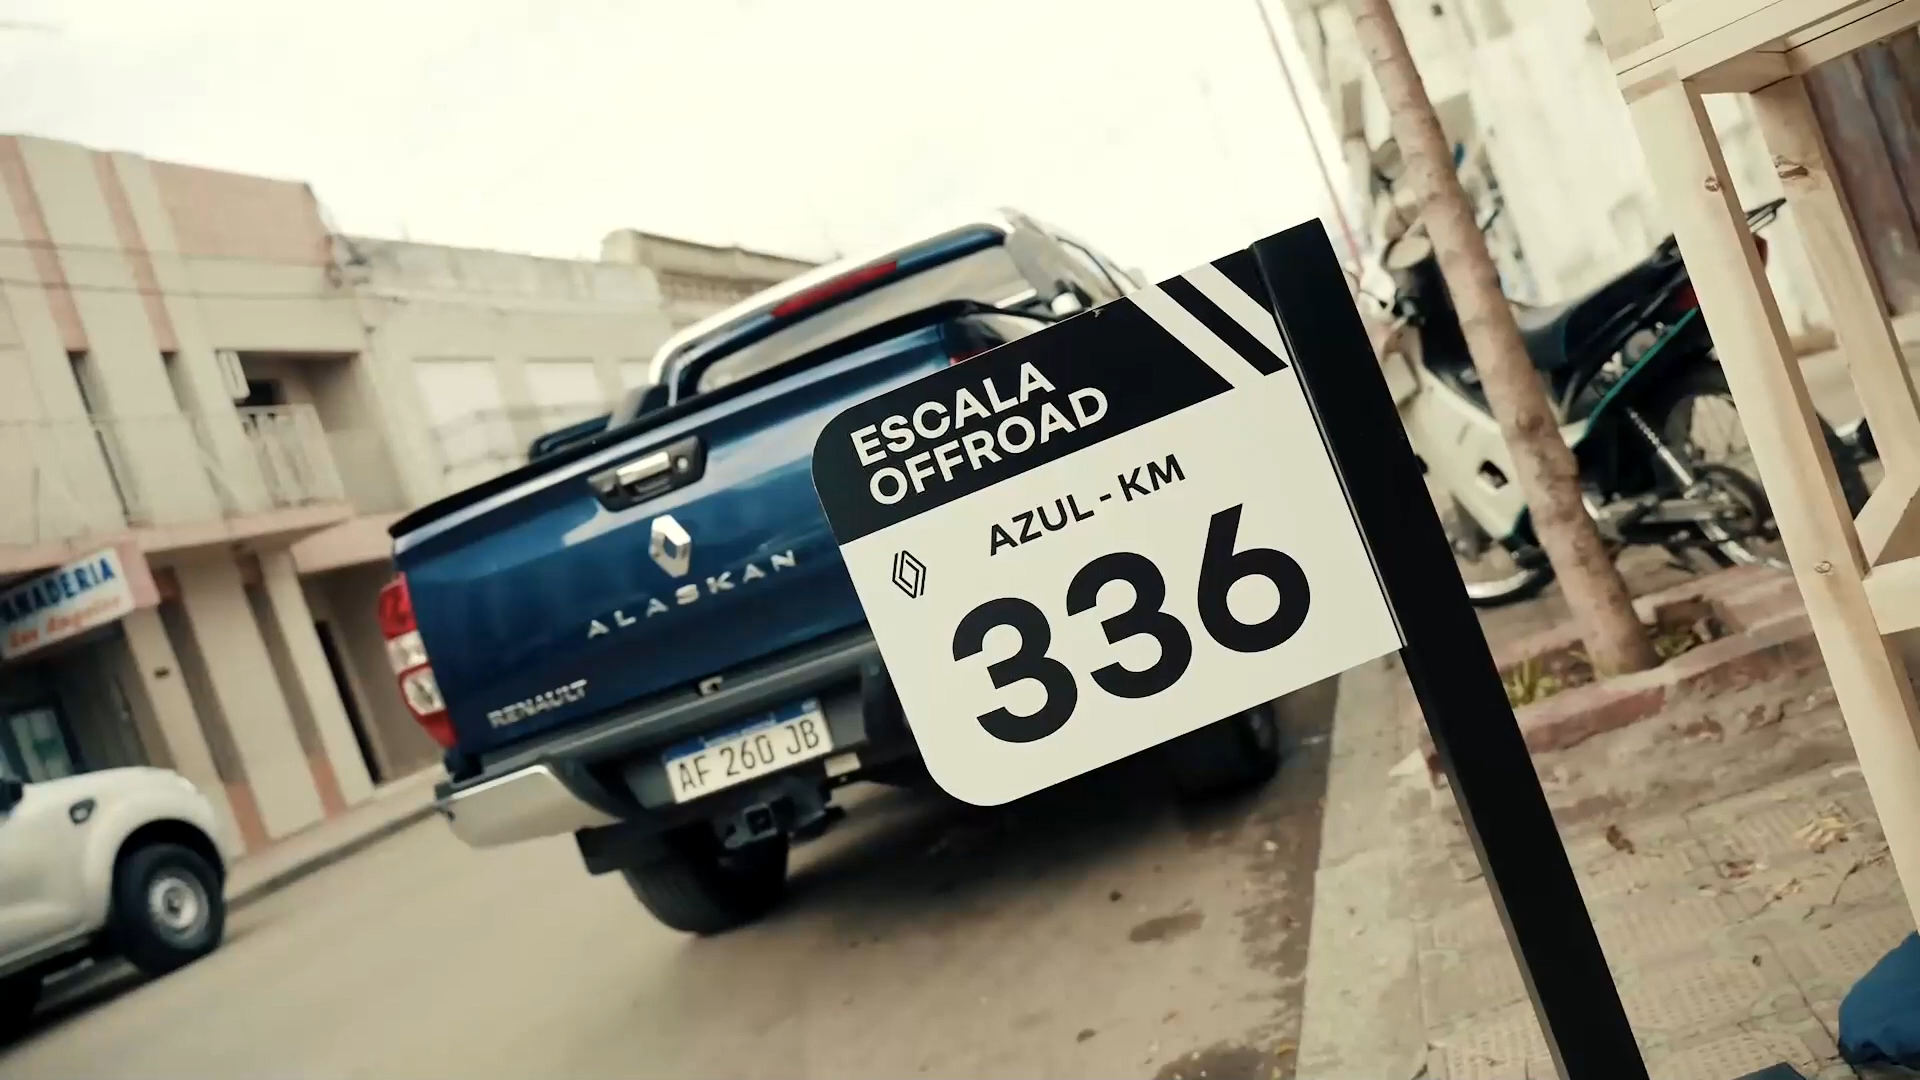 PANADERIA
ALASKAN
RENAULT
AF 260 JB
ESCALA
OFFROAD
AZUL - KM
336